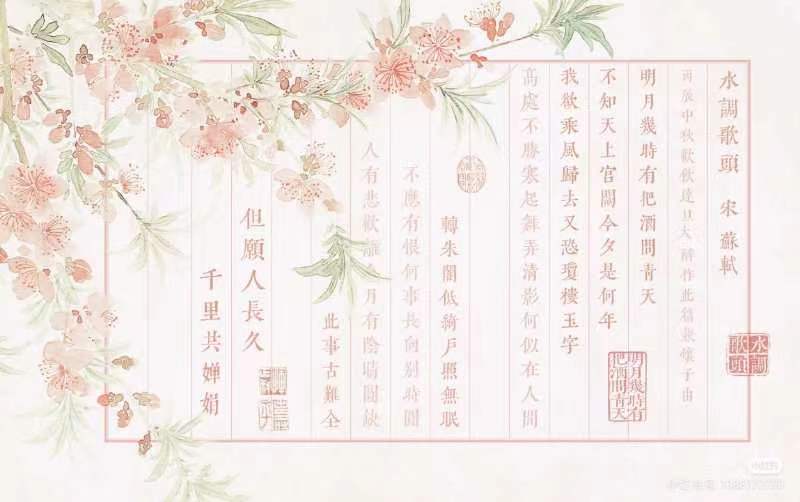 水調歌頭 宋 蘇軾
丙辰中秋歡飲達旦大醉作此篇兼懷子由
明月幾時有把酒問青天
不知天上宮闕今夕是何年
我欲乘風歸去又恐瓊樓玉宇
高處不勝寒起舞弄清影何似在人間
轉朱閣低綺戶照無眠
不應有恨何事長向別時圓
人有悲歡離 月有陰晴圓缺
此事古難全
但願人長久
千里共嬋娟
水調歌頭
明月幾時有把酒問青天
小红书